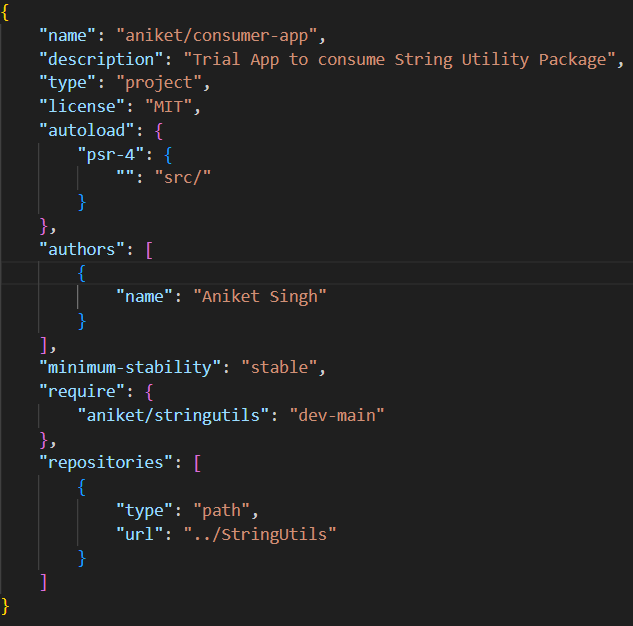 {
    "name": "aniket/consumer-app",
    "description": "Trial App to consume String Utility Package",
    "type": "project",
    "license": "MIT",
    "autoload": {
        "psr-4": {
            "": "src/"
        }
    },
    "authors": [
        {
            "name": "Aniket Singh"
        }
    ],
    "minimum-stability": "stable",
    "require": {
        "aniket/stringutils": "dev-main"
    },
    "repositories": [
        {
            "type": "path",
            "url": "../StringUtils"
        }
    ]
}